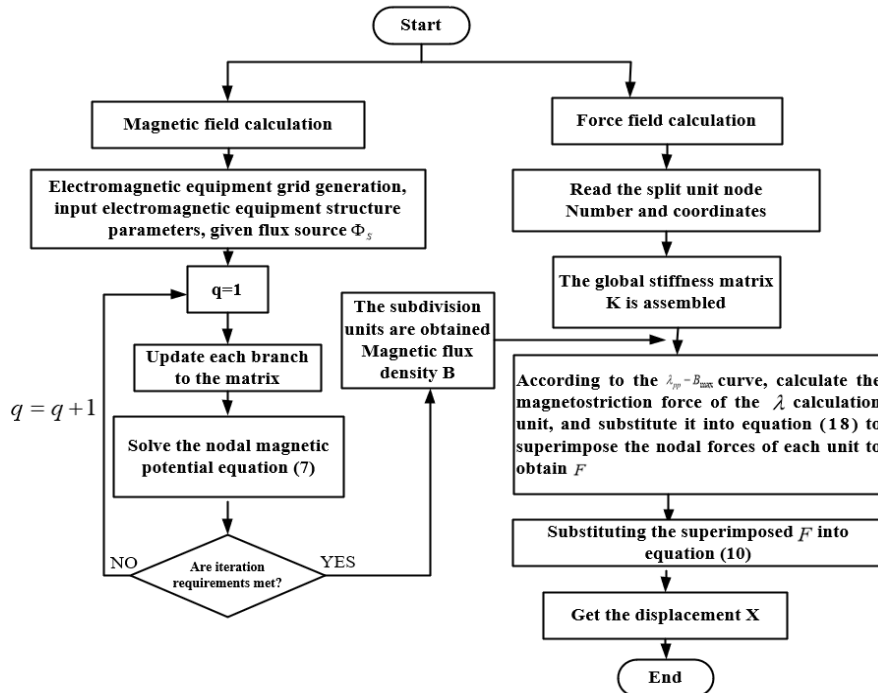 Start
Magnetic field calculation
Electromagnetic equipment grid generation,
input electromagnetic equipment structure
parameters, given flux source Φₛ
q=1
Update each branch
to the matrix
q = q+1
Solve the nodal magnetic
potential equation (7)
Are iteration
requirements met?
NO
YES
The subdivision
units are obtained
Magnetic flux
density B
Force field calculation
Read the split unit node
Number and coordinates
The global stiffness matrix
K is assembled
According to the λpp-Bmax curve, calculate the
magnetostriction force of the λ calculation
unit, and substitute it into equation (18) to
superimpose the nodal forces of each unit to
obtain F
Substituting the superimposed F into
equation (10)
Get the displacement X
End